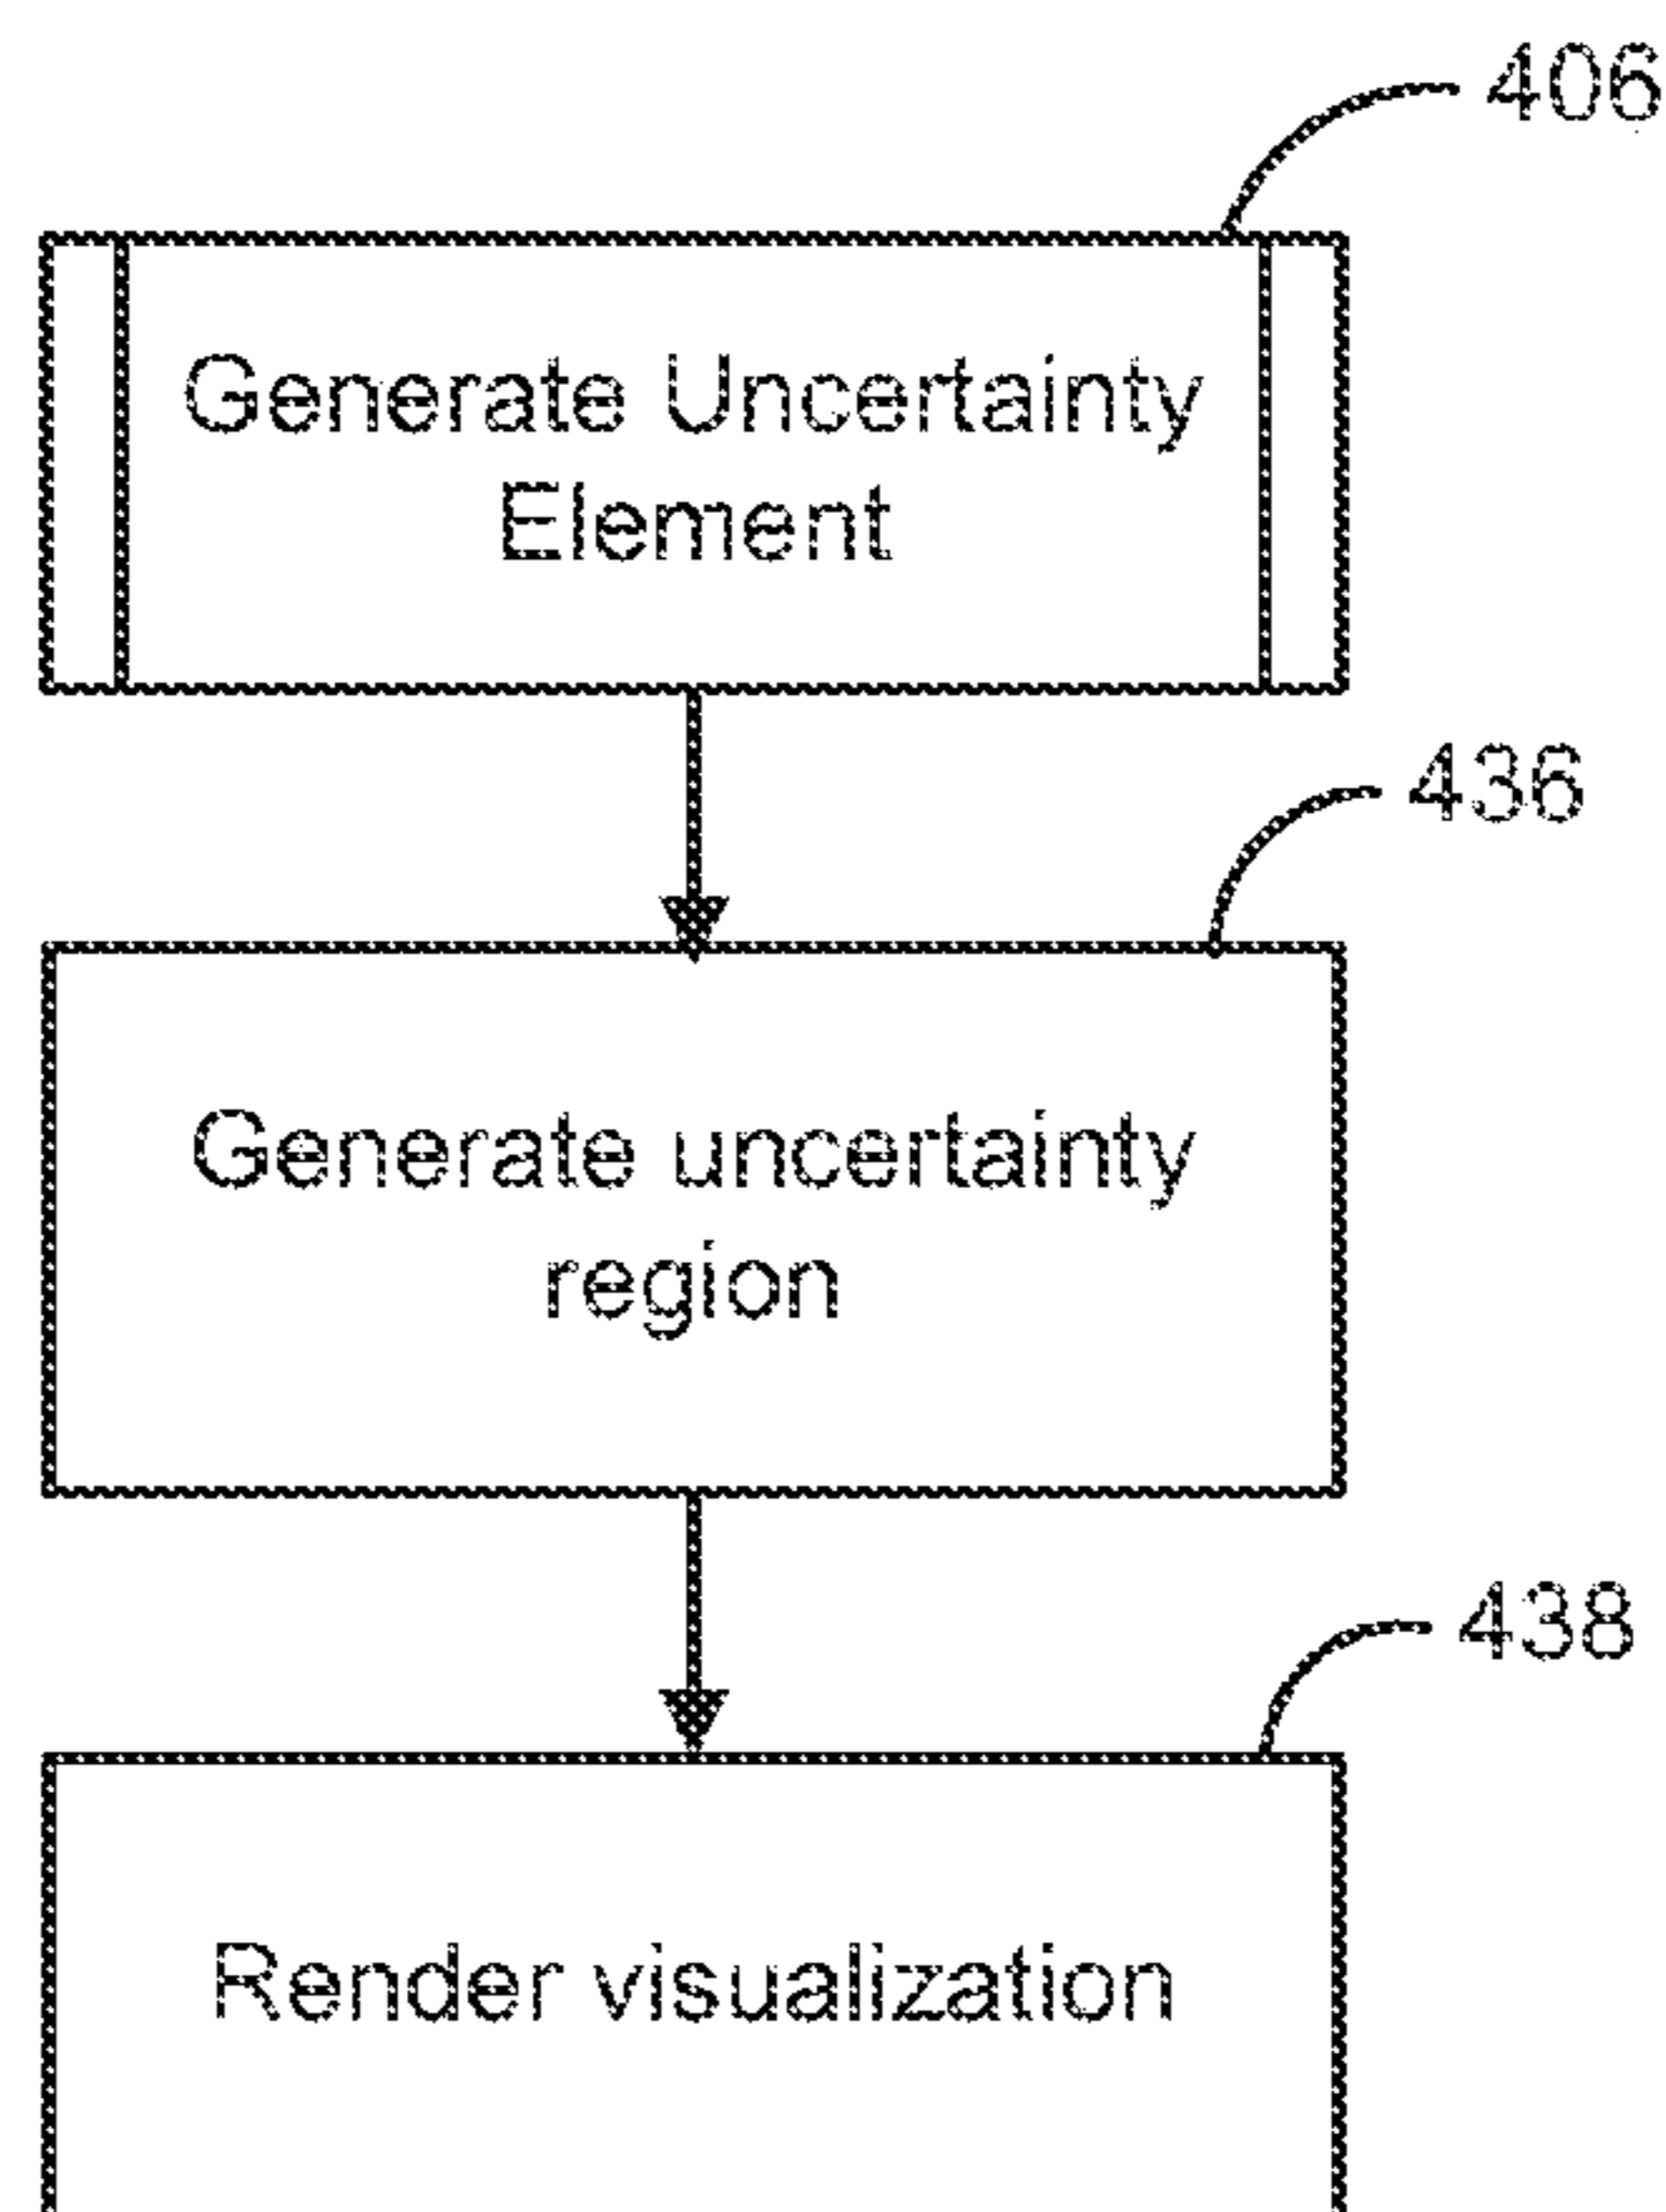 406
Generate Uncertainty
Element
436
Generate uncertainty
region
438
Render visualization